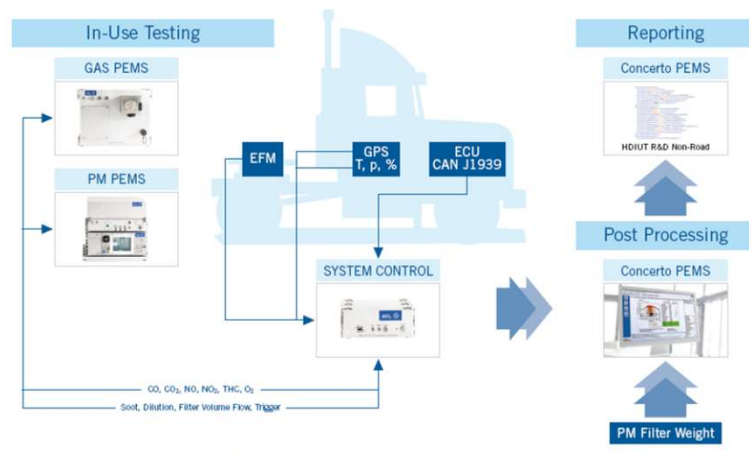 In-Use Testing
GAS PEMS
PM PEMS
EFM
GPS
T, p, %
ECU
CAN J1939
SYSTEM CONTROL
AVL
CO, CO₂, NO, NO₂, THC, O₂
Soot, Dilution, Filter Volume Flow, Trigger
Reporting
Concerto PEMS
HDIUT R&D Non-Road
Post Processing
Concerto PEMS
PM Filter Weight